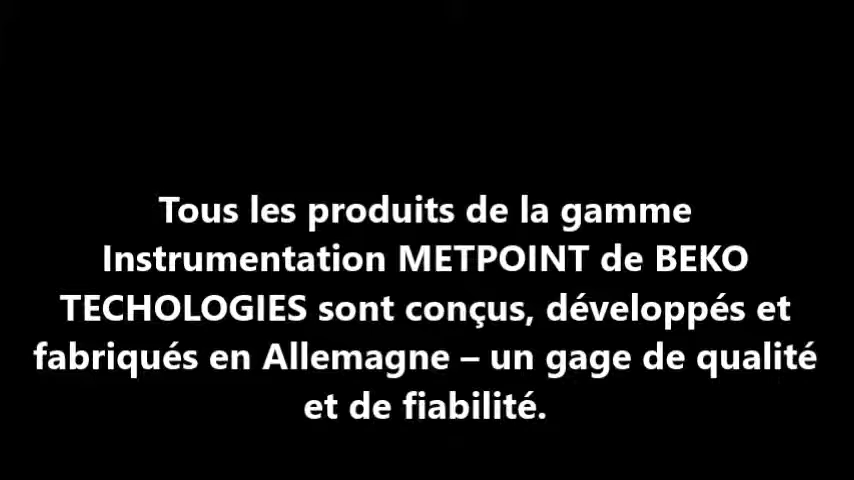 Tous les produits de la gamme
Instrumentation METPOINT de BEKO
TECHOLOGIES sont conçus, développés et
fabriqués en Allemagne – un gage de qualité
et de fiabilité.